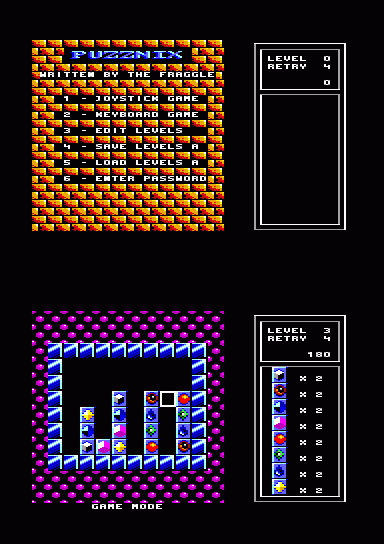 PUZZNIX
WRITTEN BY THE FRAGGLE
1 - JOYSTICK GAME
2 - KEYBOARD GAME
3 - EDIT LEVELS
4 - SAVE LEVELS A
5 - LOAD LEVELS A
6 - ENTER PASSWORD
LEVEL 0
RETRY 4
0
GAME MODE
LEVEL 3
RETRY 4
180
X 2
X 2
X 2
X 2
X 2
X 2
X 2
X 2